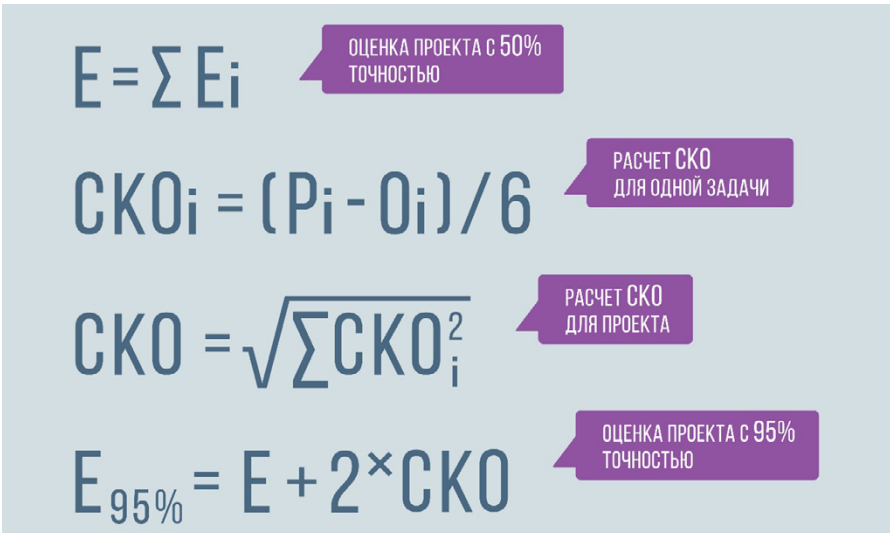 E = ∑ Ei
ОЦЕНКА ПРОЕКТА С 50%
ТОЧНОСТЬЮ
СКОi = (Pi - Oi) / 6
РАСЧЕТ СКО
ДЛЯ ОДНОЙ ЗАДАЧИ
СКО = √∑СКОi²
РАСЧЕТ СКО
ДЛЯ ПРОЕКТА
E95% = E + 2×СКО
ОЦЕНКА ПРОЕКТА С 95%
ТОЧНОСТЬЮ